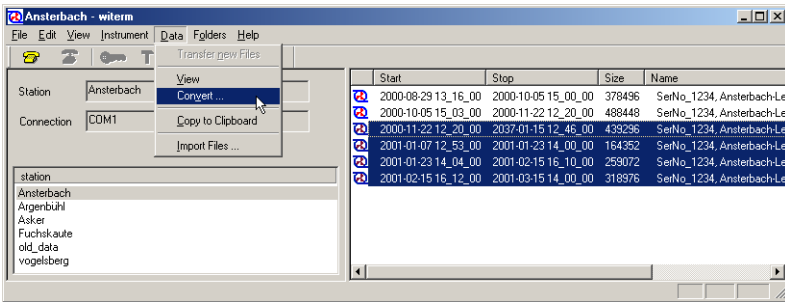 Ansterbach - witerm
File Edit View Instrument Data Folders Help
T
Transfer new Files
View
Convert ...
Copy to Clipboard
Import Files ...
Station Ansterbach
Connection COM1
station
Ansterbach
Argenbühl
Asker
Fuchskaute
old_data
vogelsberg
Start Stop Size Name
2000-08-29 13_16_00 2000-10-05 15_00_00 378496 SerNo_1234, Ansterbach-Le
2000-10-05 15_03_00 2000-11-22 12_20_00 488448 SerNo_1234, Ansterbach-Le
2000-11-22 12_20_00 2037-01-15 12_46_00 439296 SerNo_1234, Ansterbach-Le
2001-01-07 12_53_00 2001-01-23 14_00_00 164352 SerNo_1234, Ansterbach-Le
2001-01-23 14_04_00 2001-02-15 16_10_00 259072 SerNo_1234, Ansterbach-Le
2001-02-15 16_12_00 2001-03-15 14_00_00 318976 SerNo_1234, Ansterbach-Le